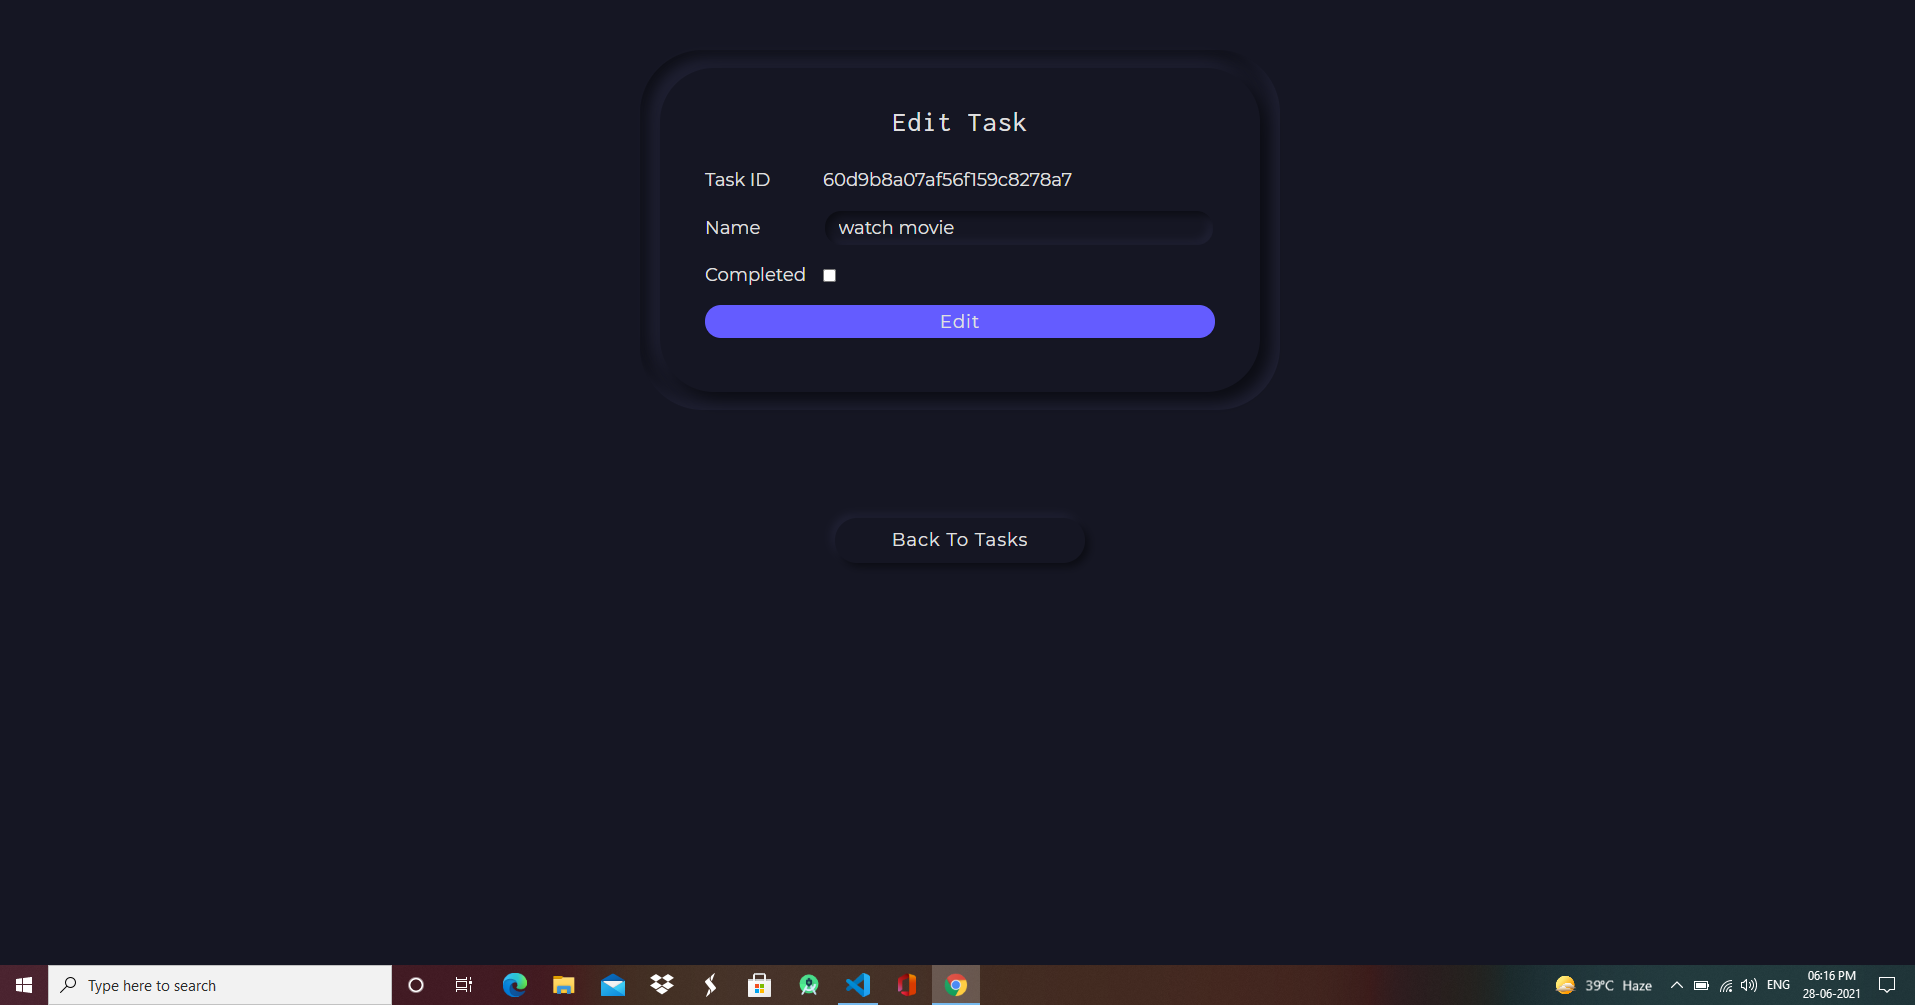 Edit Task
Task ID 60d9b8a07af56f159c8278a7
Name watch movie
Completed
Edit
Back To Tasks
Type here to search
39°C Haze
ENG
06:16 PM
28-06-2021